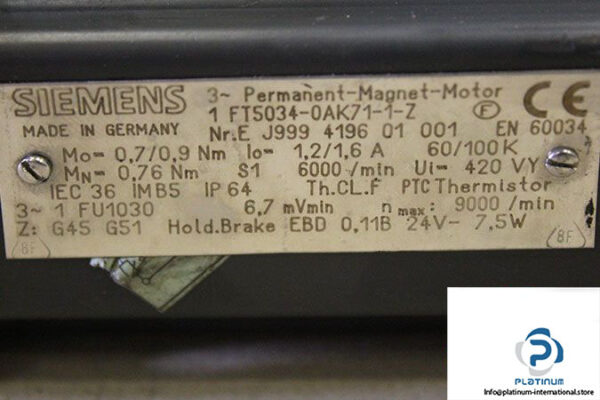 SIEMENS 3~ Permanent-Magnet-Motor
1 FT5034-0AK71-1-Z F CE
MADE IN GERMANY Nr.E J999 4196 01 001 EN 60034
Mo= 0,7/0,9 Nm Io= 1,2/1,6 A 60/100 K
MN= 0,76 Nm S1 6000 /min Ui= 420 VY
IEC 36 IMB5 IP 64 Th.CL.F PTC Thermistor
3~ 1 FU1030 6,7 mVmin n max: 9000 /min
Z: G45 G51 Hold.Brake EBD 0,11B 24V- 7,5W
8F 8F
PLATINUM
Info@platinum-international.store